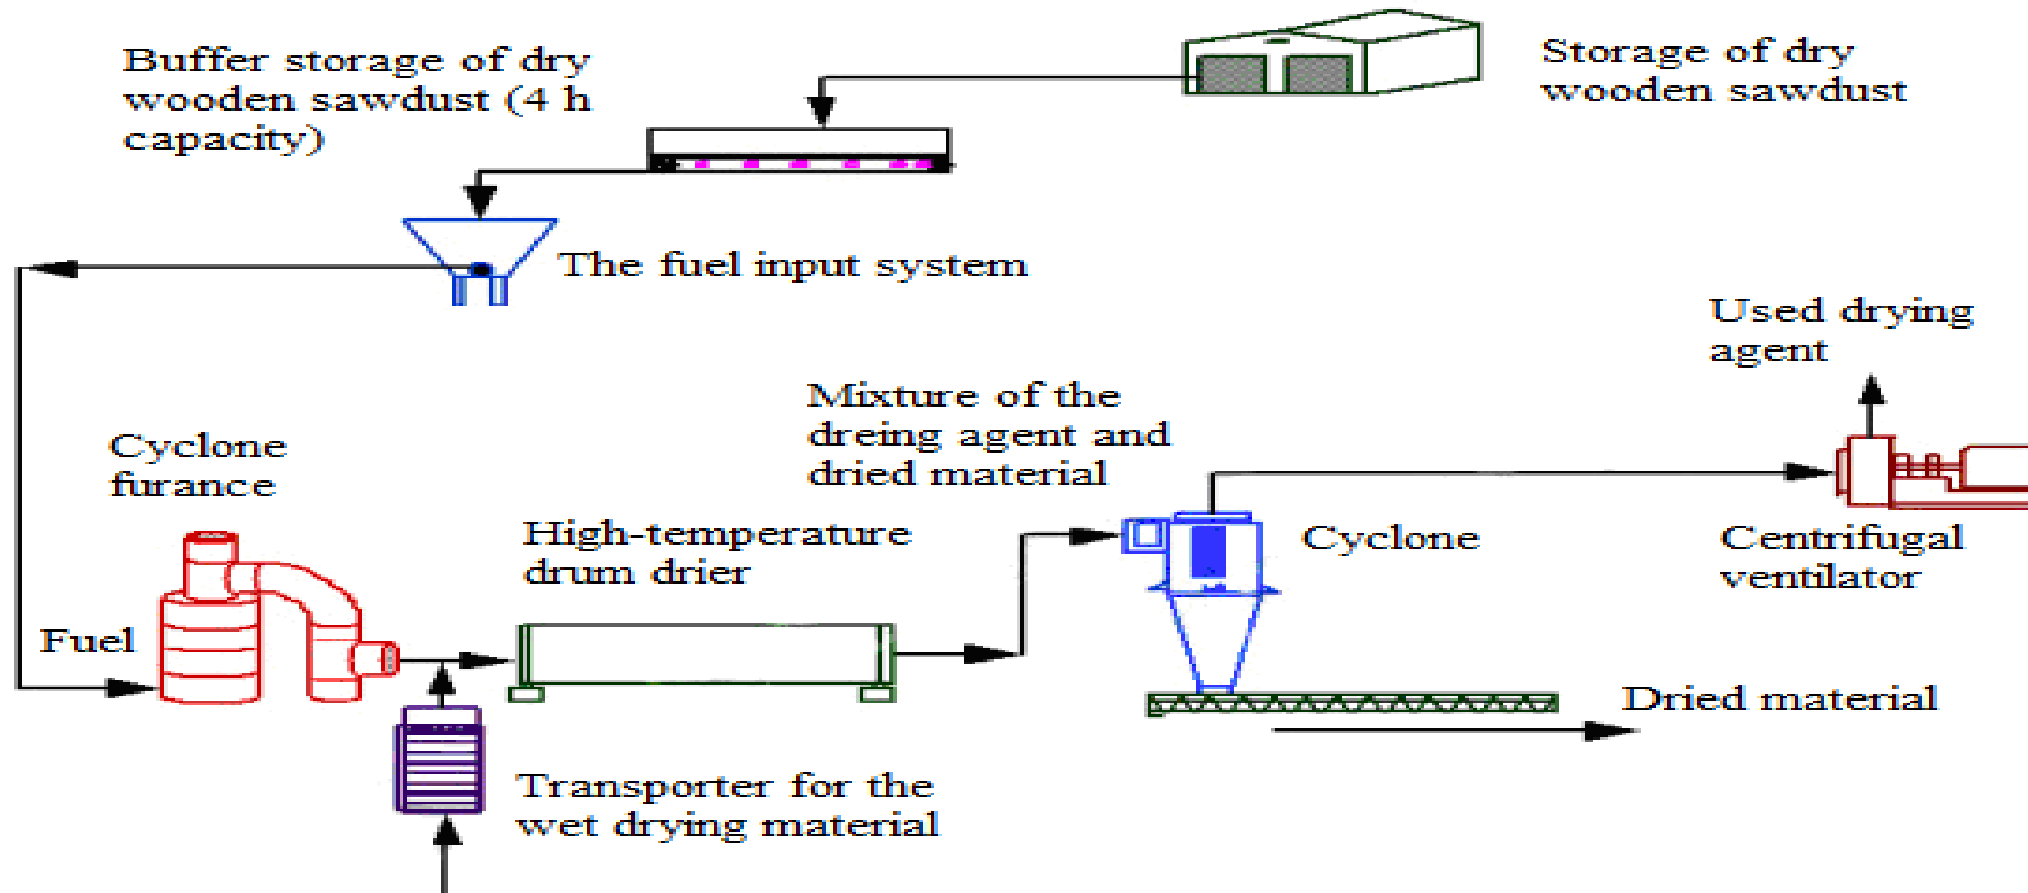 Buffer storage of dry
wooden sawdust (4 h
capacity)
Storage of dry
wooden sawdust
The fuel input system
Used drying
agent
Mixture of the
dreing agent and
dried material
Cyclone
furance
High-temperature
drum drier
Cyclone
Centrifugal
ventilator
Fuel
Dried material
Transporter for the
wet drying material